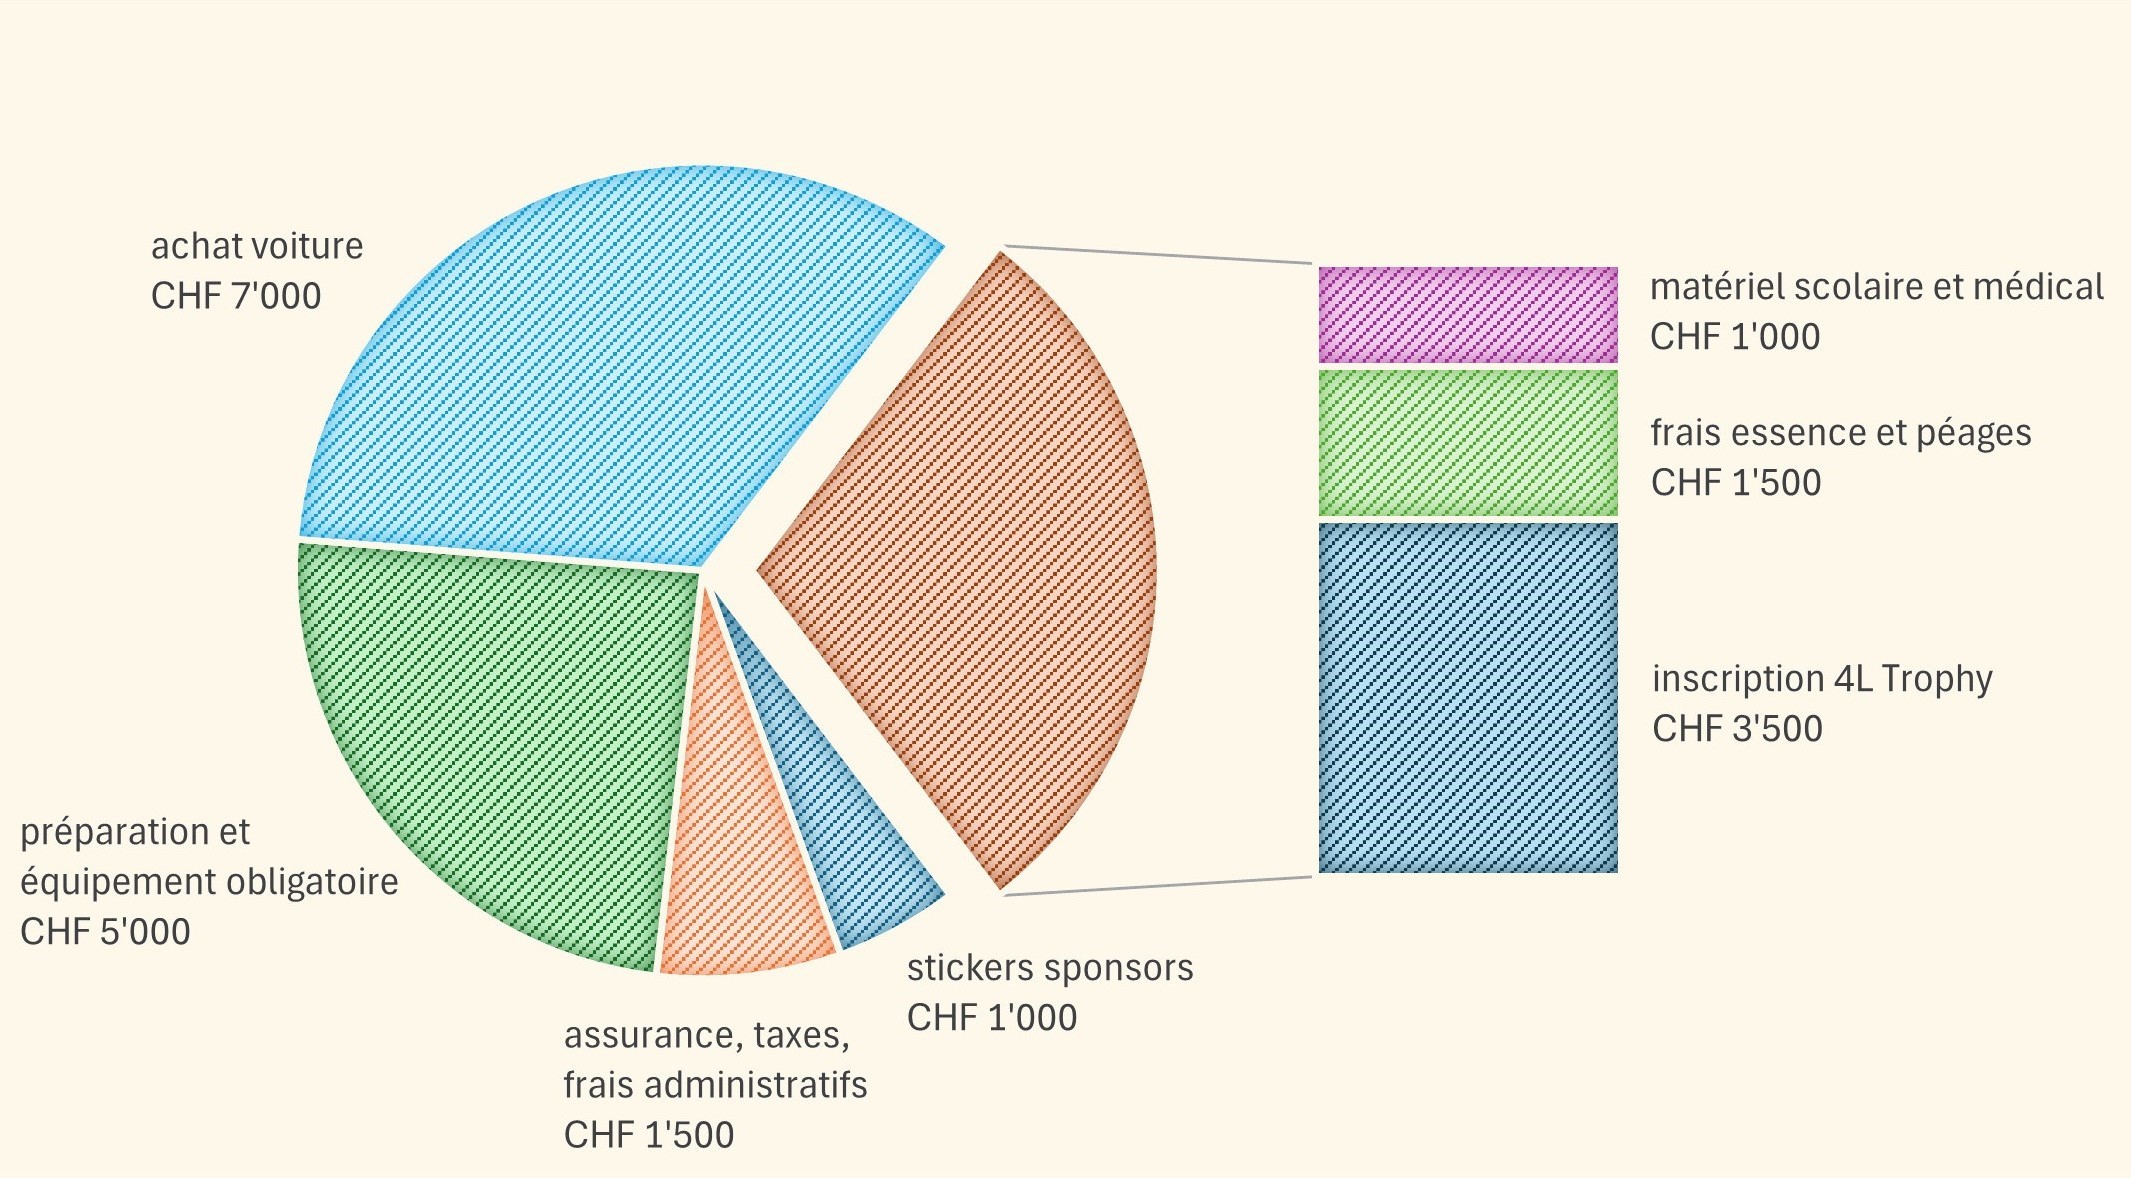 achat voiture
CHF 7'000
préparation et
équipement obligatoire
CHF 5'000
assurance, taxes,
frais administratifs
CHF 1'500
stickers sponsors
CHF 1'000
matériel scolaire et médical
CHF 1'000
frais essence et péages
CHF 1'500
inscription 4L Trophy
CHF 3'500